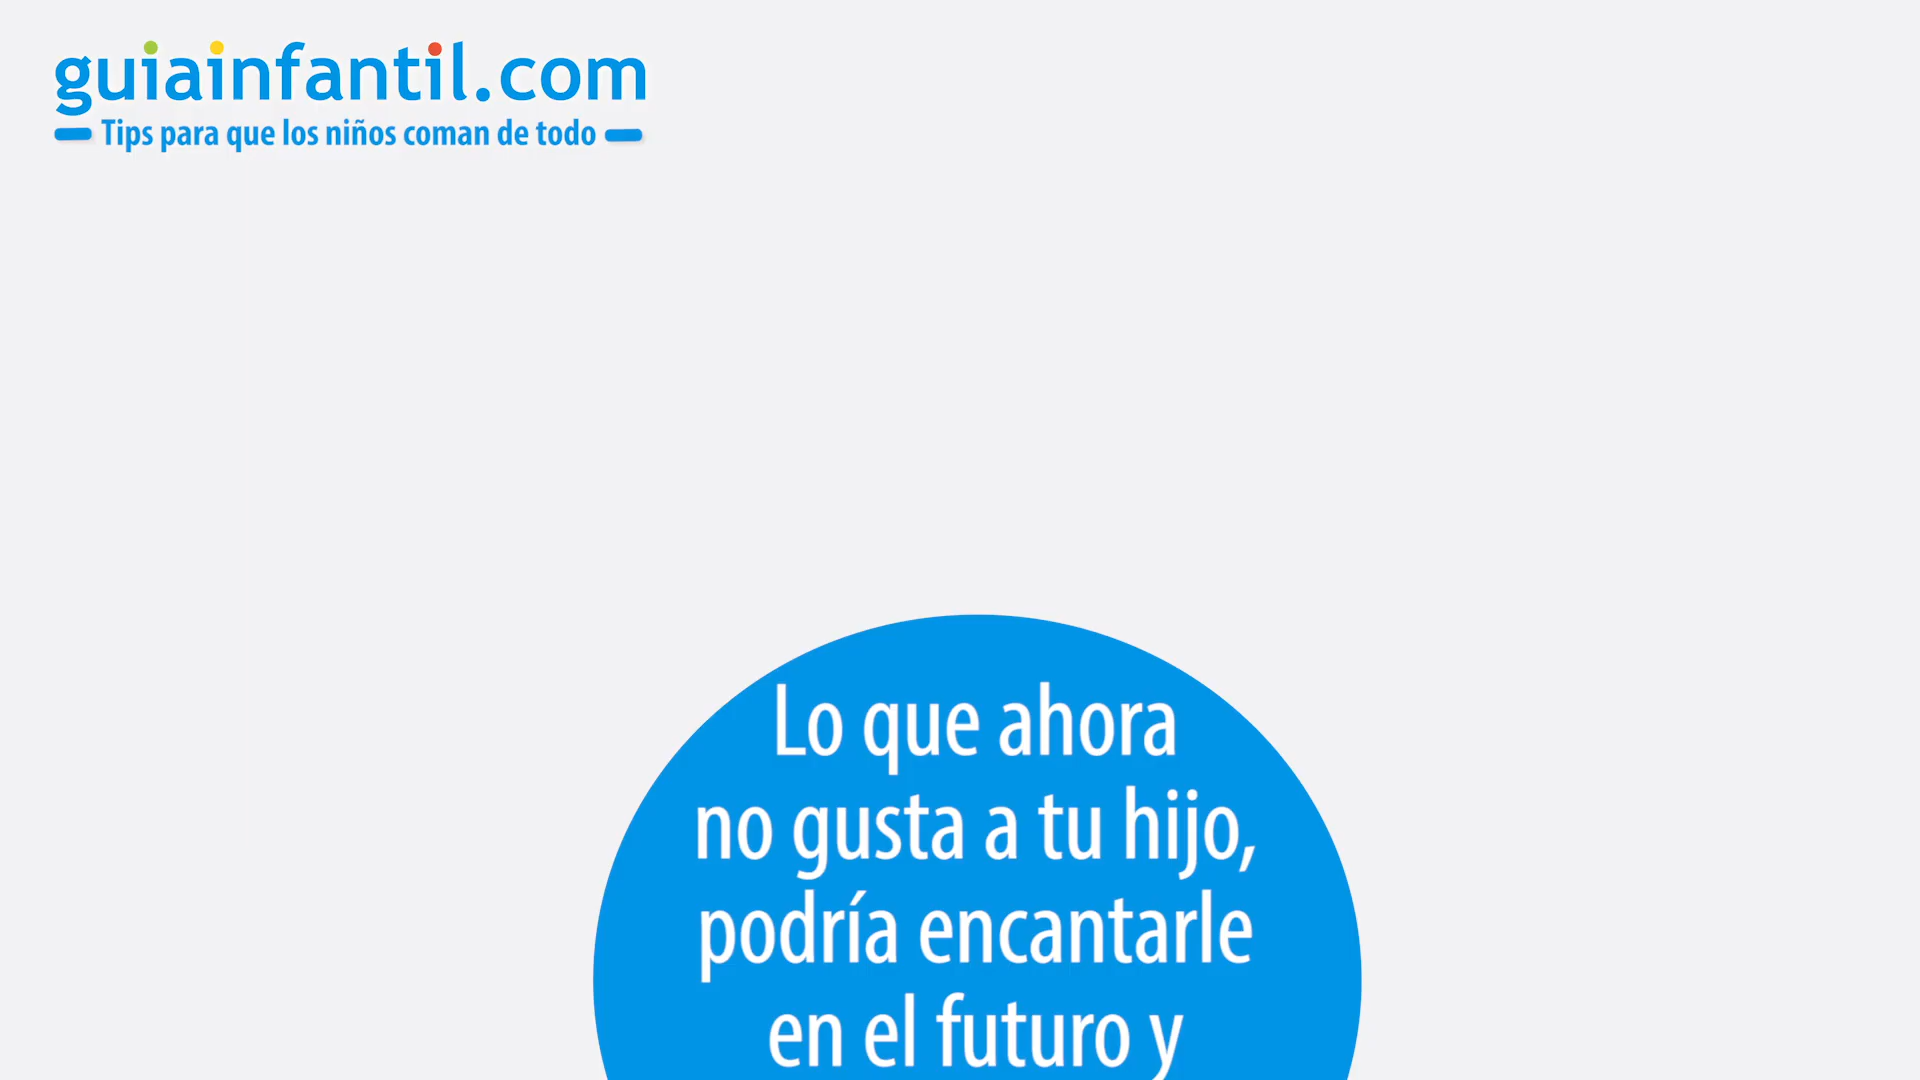 guiainfantil.com
Tips para que los niños coman de todo
Lo que ahora
no gusta a tu hijo,
podría encantarle
en el futuro y